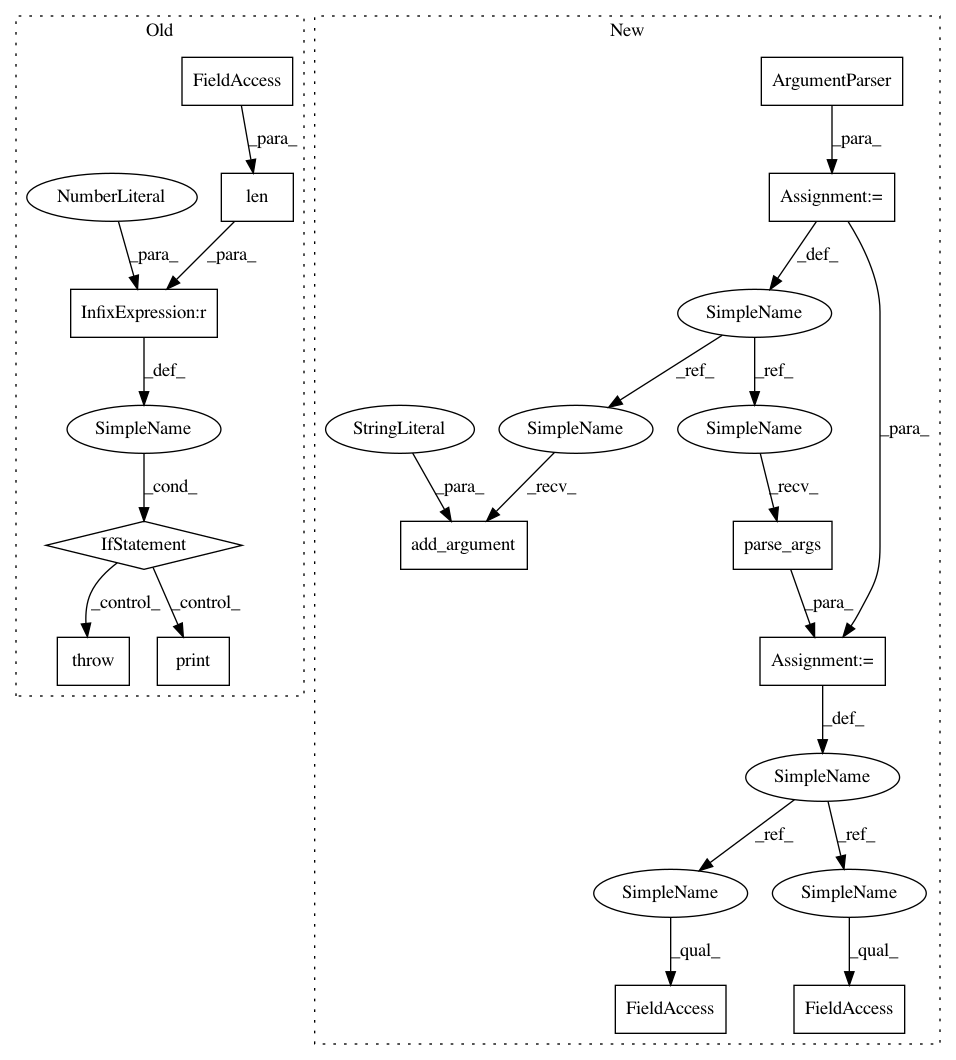 Old
New
FieldAccess
ArgumentParser
_para_
_para_
NumberLiteral
len
Assignment:=
_para_
_para_
_def_
InfixExpression:r
SimpleName
_def_
_ref_
_ref_
SimpleName
StringLiteral
SimpleName
SimpleName
_para_
_cond_
_para_
_recv_
_recv_
IfStatement
add_argument
parse_args
_control_
_control_
_para_
throw
print
Assignment:=
_def_
SimpleName
_ref_
_ref_
SimpleName
SimpleName
_qual_
_qual_
FieldAccess
FieldAccess